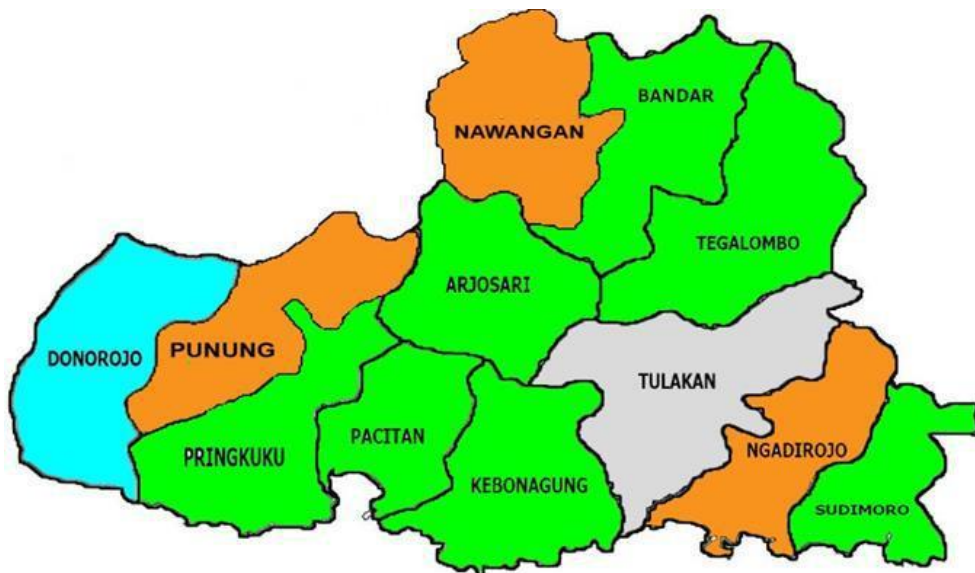 BANDAR
NAWANGAN
TEGALOMBO
ARJOSARI
PUNUNG
DONOROJO
TULAKAN
PACITAN
PRINGKUKU
NGADIROJO
KEBONAGUNG
SUDIMORO